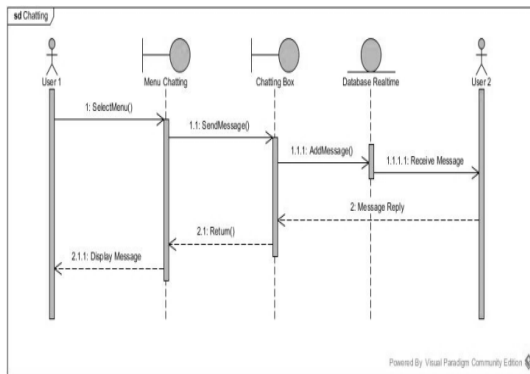 sd Chatting
User 1
Menu Chatting
Chatting Box
Database Realtime
User 2
1: SelectMenu()
1.1: SendMessage()
1.1.1: AddMessage()
1.1.1.1: Receive Message
2: Message Reply
2.1: Return()
2.1.1: Display Message
Powered By Visual Paradigm Community Edition